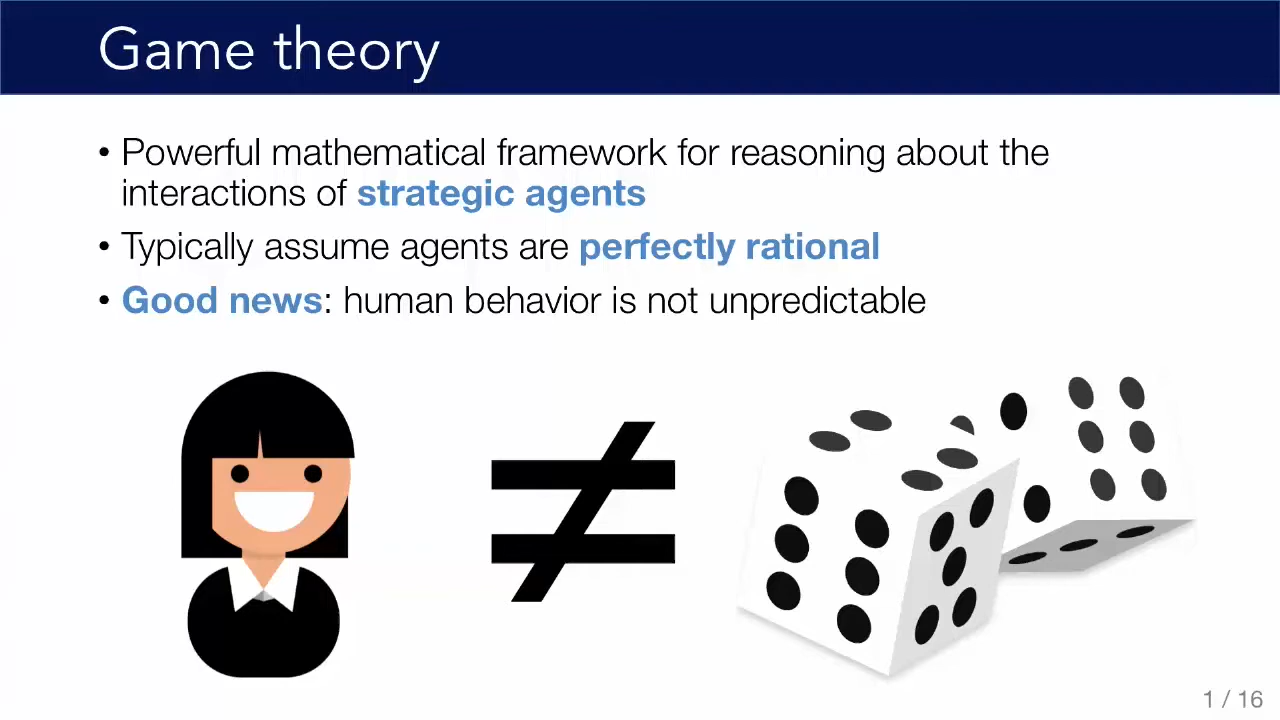 Game theory
• Powerful mathematical framework for reasoning about the
interactions of strategic agents
• Typically assume agents are perfectly rational
• Good news: human behavior is not unpredictable
≠
1 / 16